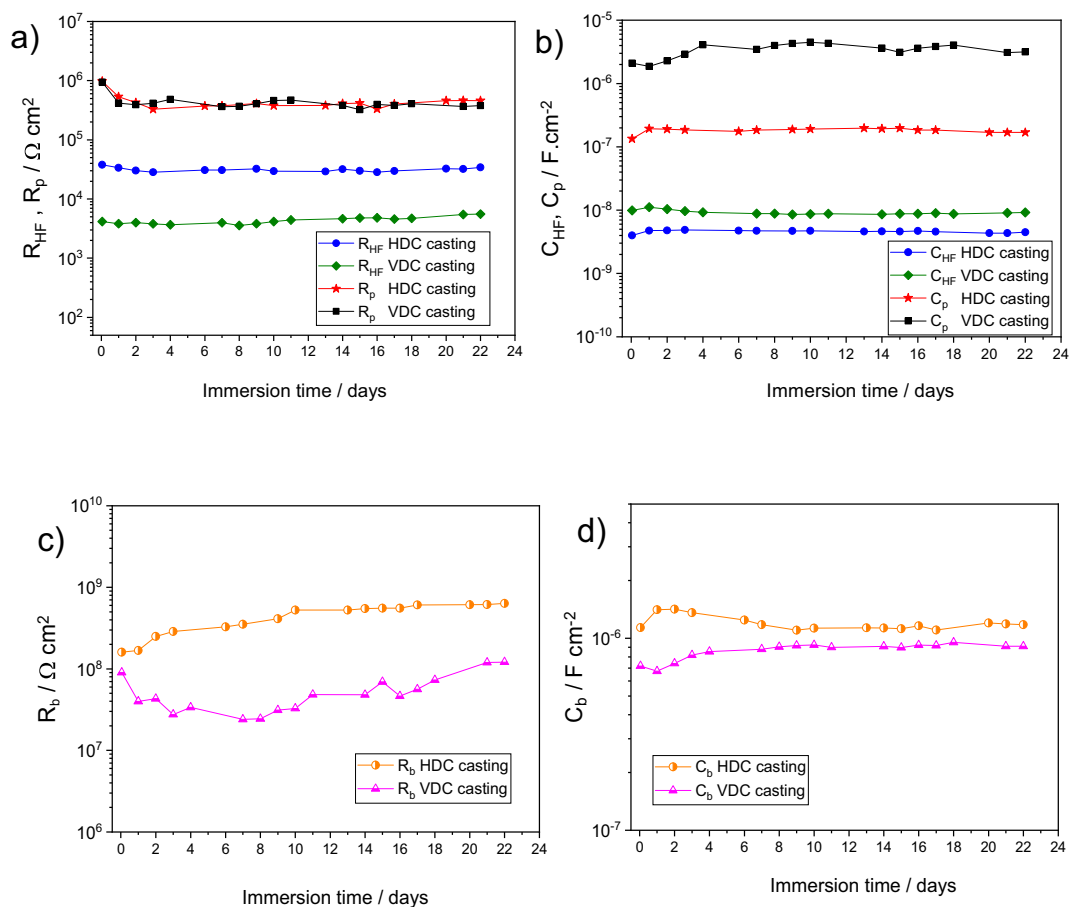 a)
10⁷
10⁶
10⁵
10⁴
10³
10²
R_HF , R_p / Ω cm²
R_HF HDC casting
R_HF VDC casting
R_p HDC casting
R_p VDC casting
0 2 4 6 8 10 12 14 16 18 20 22 24
Immersion time / days
b)
10⁻⁵
10⁻⁶
10⁻⁷
10⁻⁸
10⁻⁹
10⁻¹⁰
C_HF, C_p / F.cm⁻²
C_HF HDC casting
C_HF VDC casting
C_p HDC casting
C_p VDC casting
0 2 4 6 8 10 12 14 16 18 20 22 24
Immersion time / days
c)
10¹⁰
10⁹
10⁸
10⁷
10⁶
R_b / Ω cm²
R_b HDC casting
R_b VDC casting
0 2 4 6 8 10 12 14 16 18 20 22 24
Immersion time / days
d)
10⁻⁶
10⁻⁷
C_b / F cm⁻²
C_b HDC casting
C_b VDC casting
0 2 4 6 8 10 12 14 16 18 20 22 24
Immersion time / days